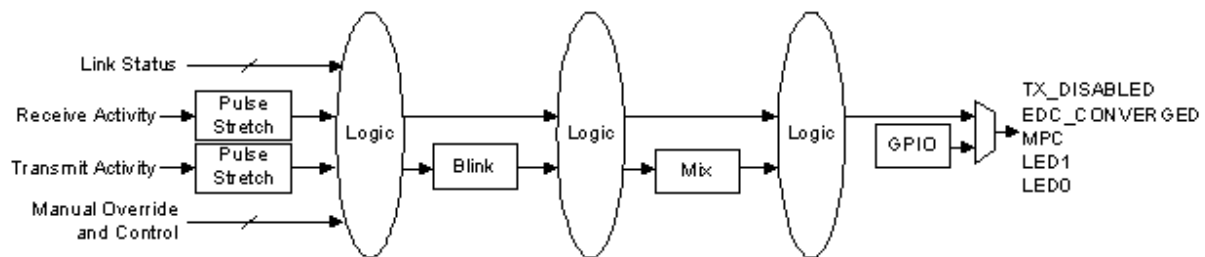 Link Status
Receive Activity
Pulse
Stretch
Transmit Activity
Pulse
Stretch
Manual Override
and Control
Logic
Blink
Logic
Mix
Logic
GPIO
TX_DISABLED
EDC_CONVERGED
MPC
LED1
LED0